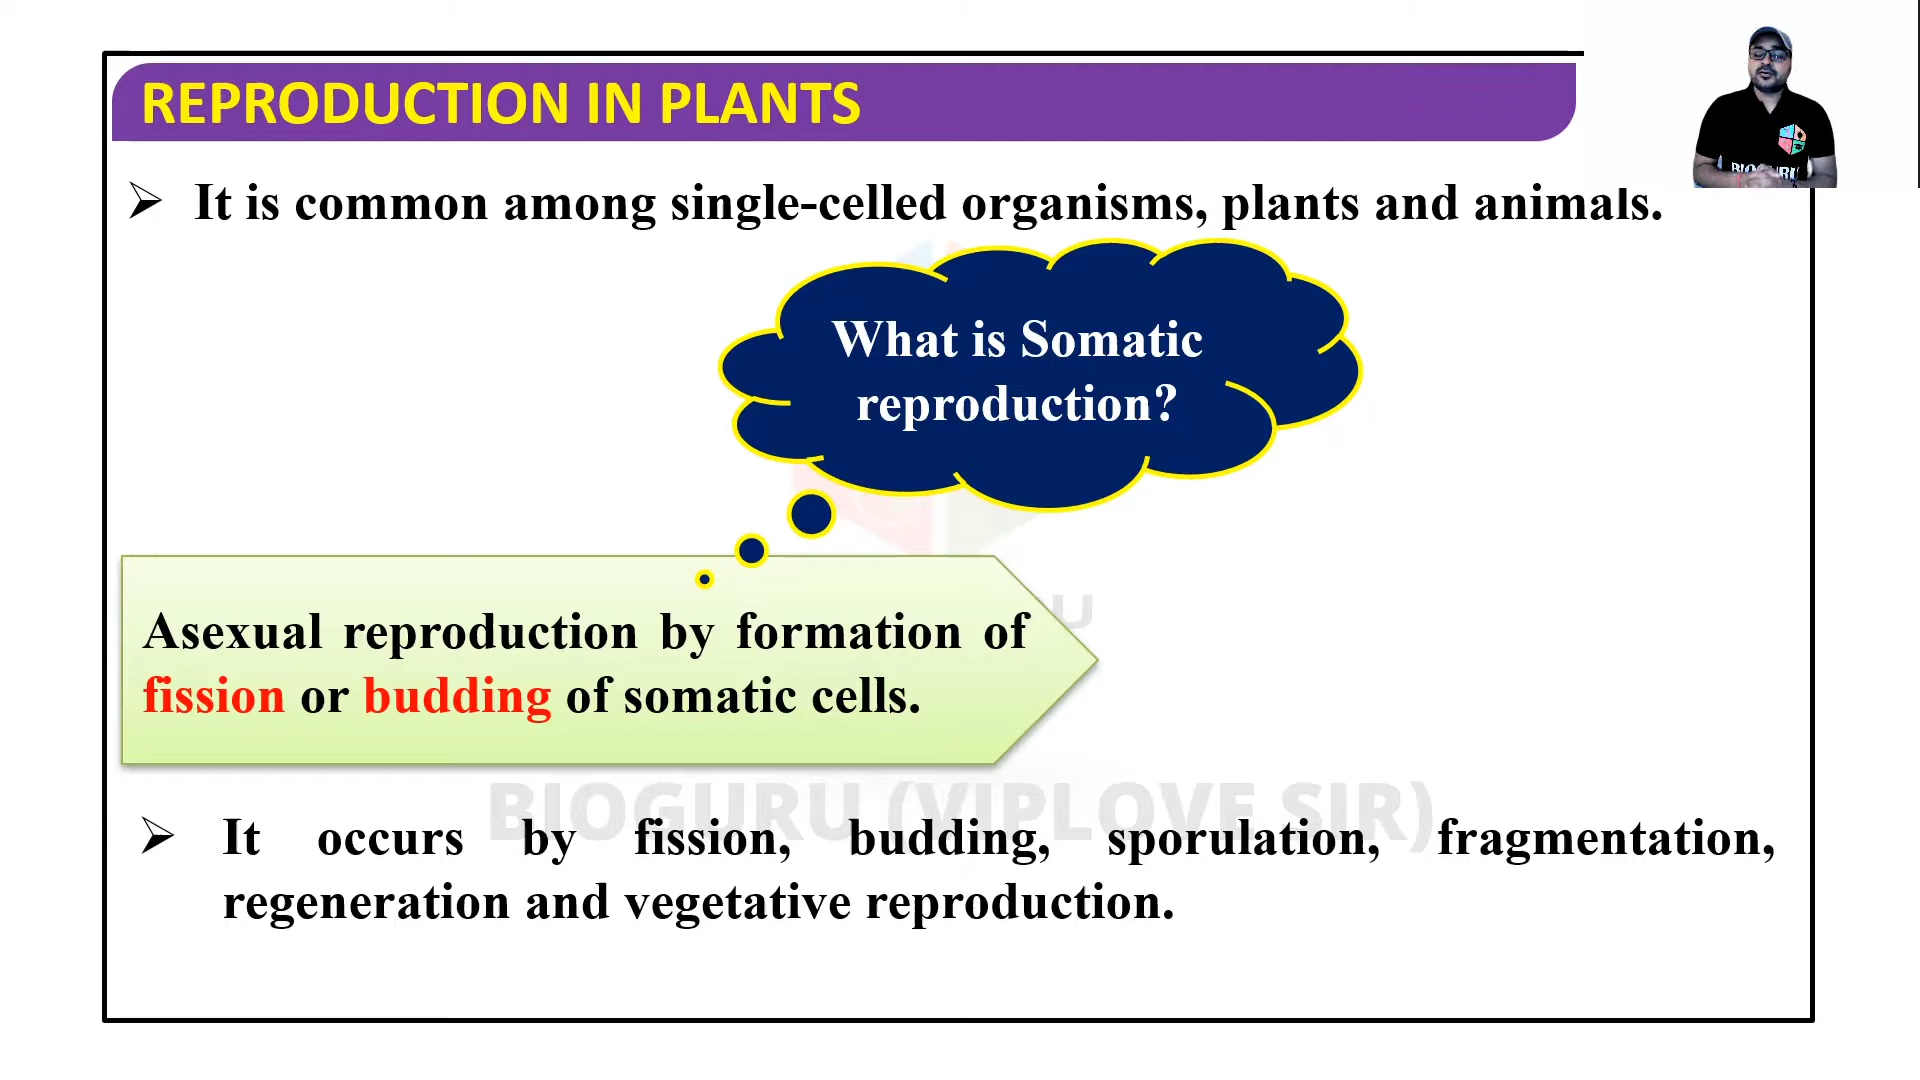 REPRODUCTION IN PLANTS
BIOGURU
➢ It is common among single-celled organisms, plants and animals.
What is Somatic
reproduction?
Asexual reproduction by formation of
fission or budding of somatic cells.
BIOGURU (VIPLOVE SIR)
➢ It occurs by fission, budding, sporulation, fragmentation,
regeneration and vegetative reproduction.